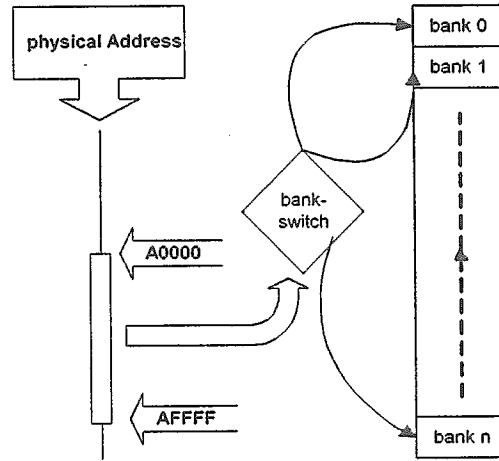 physical Address
bank 0
bank 1
bank-
switch
A0000
AFFFF
bank n